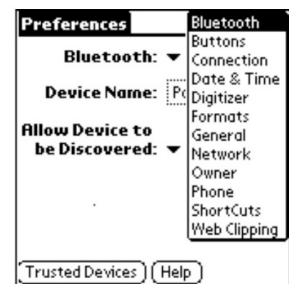 Preferences
Bluetooth:
Device Name:
Allow Device to
be Discovered:
Trusted Devices
Help
Bluetooth
Buttons
Connection
Date & Time
Digitizer
Formats
General
Network
Owner
Phone
ShortCuts
Web Clipping